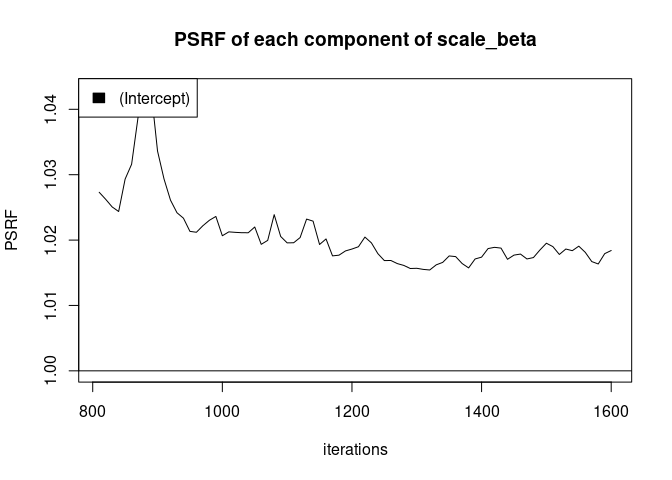 PSRF of each component of scale_beta
(Intercept)
PSRF
1.04
1.03
1.02
1.01
1.00
800 1000 1200 1400 1600
iterations